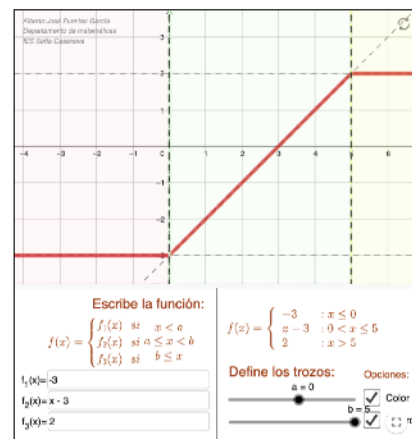 Alberto José Fuentes García
Departamento de matemáticas
IES Sofía Casanova
3
2
1
-4 -3 -2 -1 0 1 2 3 4 5 6
-1
-2
-3
Escribe la función:
f(x) = { f₁(x) si x < a
f₂(x) si a ≤ x < b
f₃(x) si b ≤ x
f₁(x)= -3
f₂(x)= x - 3
f₃(x)= 2
f(x) = { -3 : x ≤ 0
x - 3 : 0 < x ≤ 5
2 : x > 5
Define los trozos:
a = 0
b = 5
Opciones:
Color